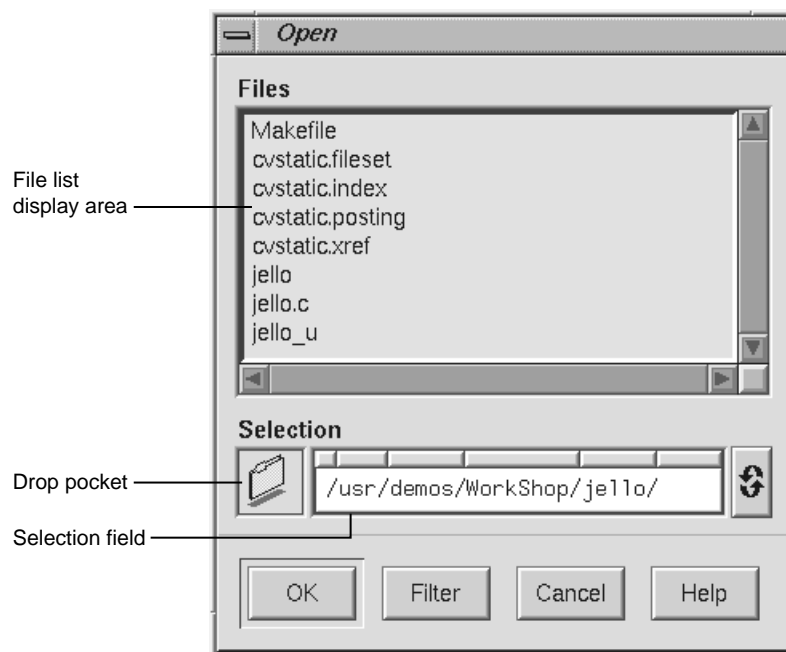 Open
Files
Makefile
cvstatic.fileset
cvstatic.index
cvstatic.posting
cvstatic.xref
jello
jello.c
jello_u
File list
display area
Selection
Drop pocket
/usr/demos/WorkShop/jello/
Selection field
OK Filter Cancel Help